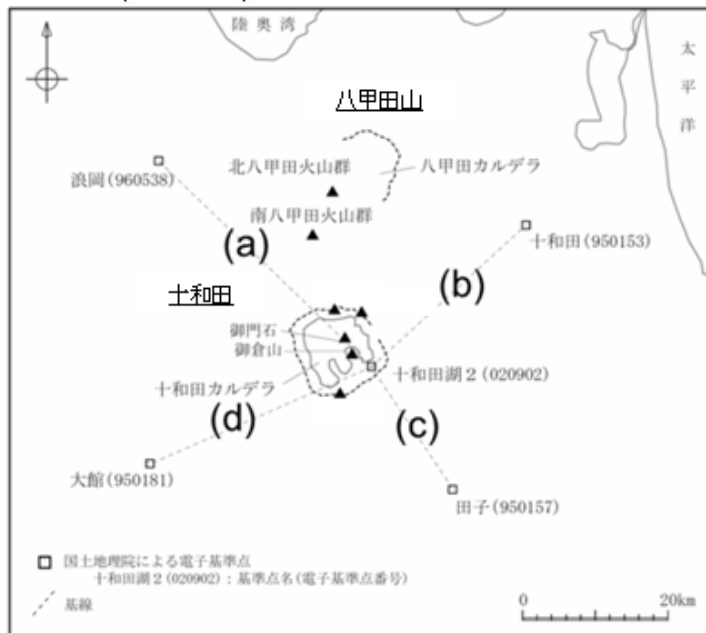 陸奥湾
太平洋
八甲田山
北八甲田火山群
八甲田カルデラ
浪岡(960538)
南八甲田火山群
十和田(950153)
(a)
(b)
十和田
御門石
御倉山
十和田湖2(020902)
十和田カルデラ
(d)
(c)
大館(950181)
田子(950157)
国土地理院による電子基準点
十和田湖2(020902):基準点名(電子基準点番号)
基線
0 20km